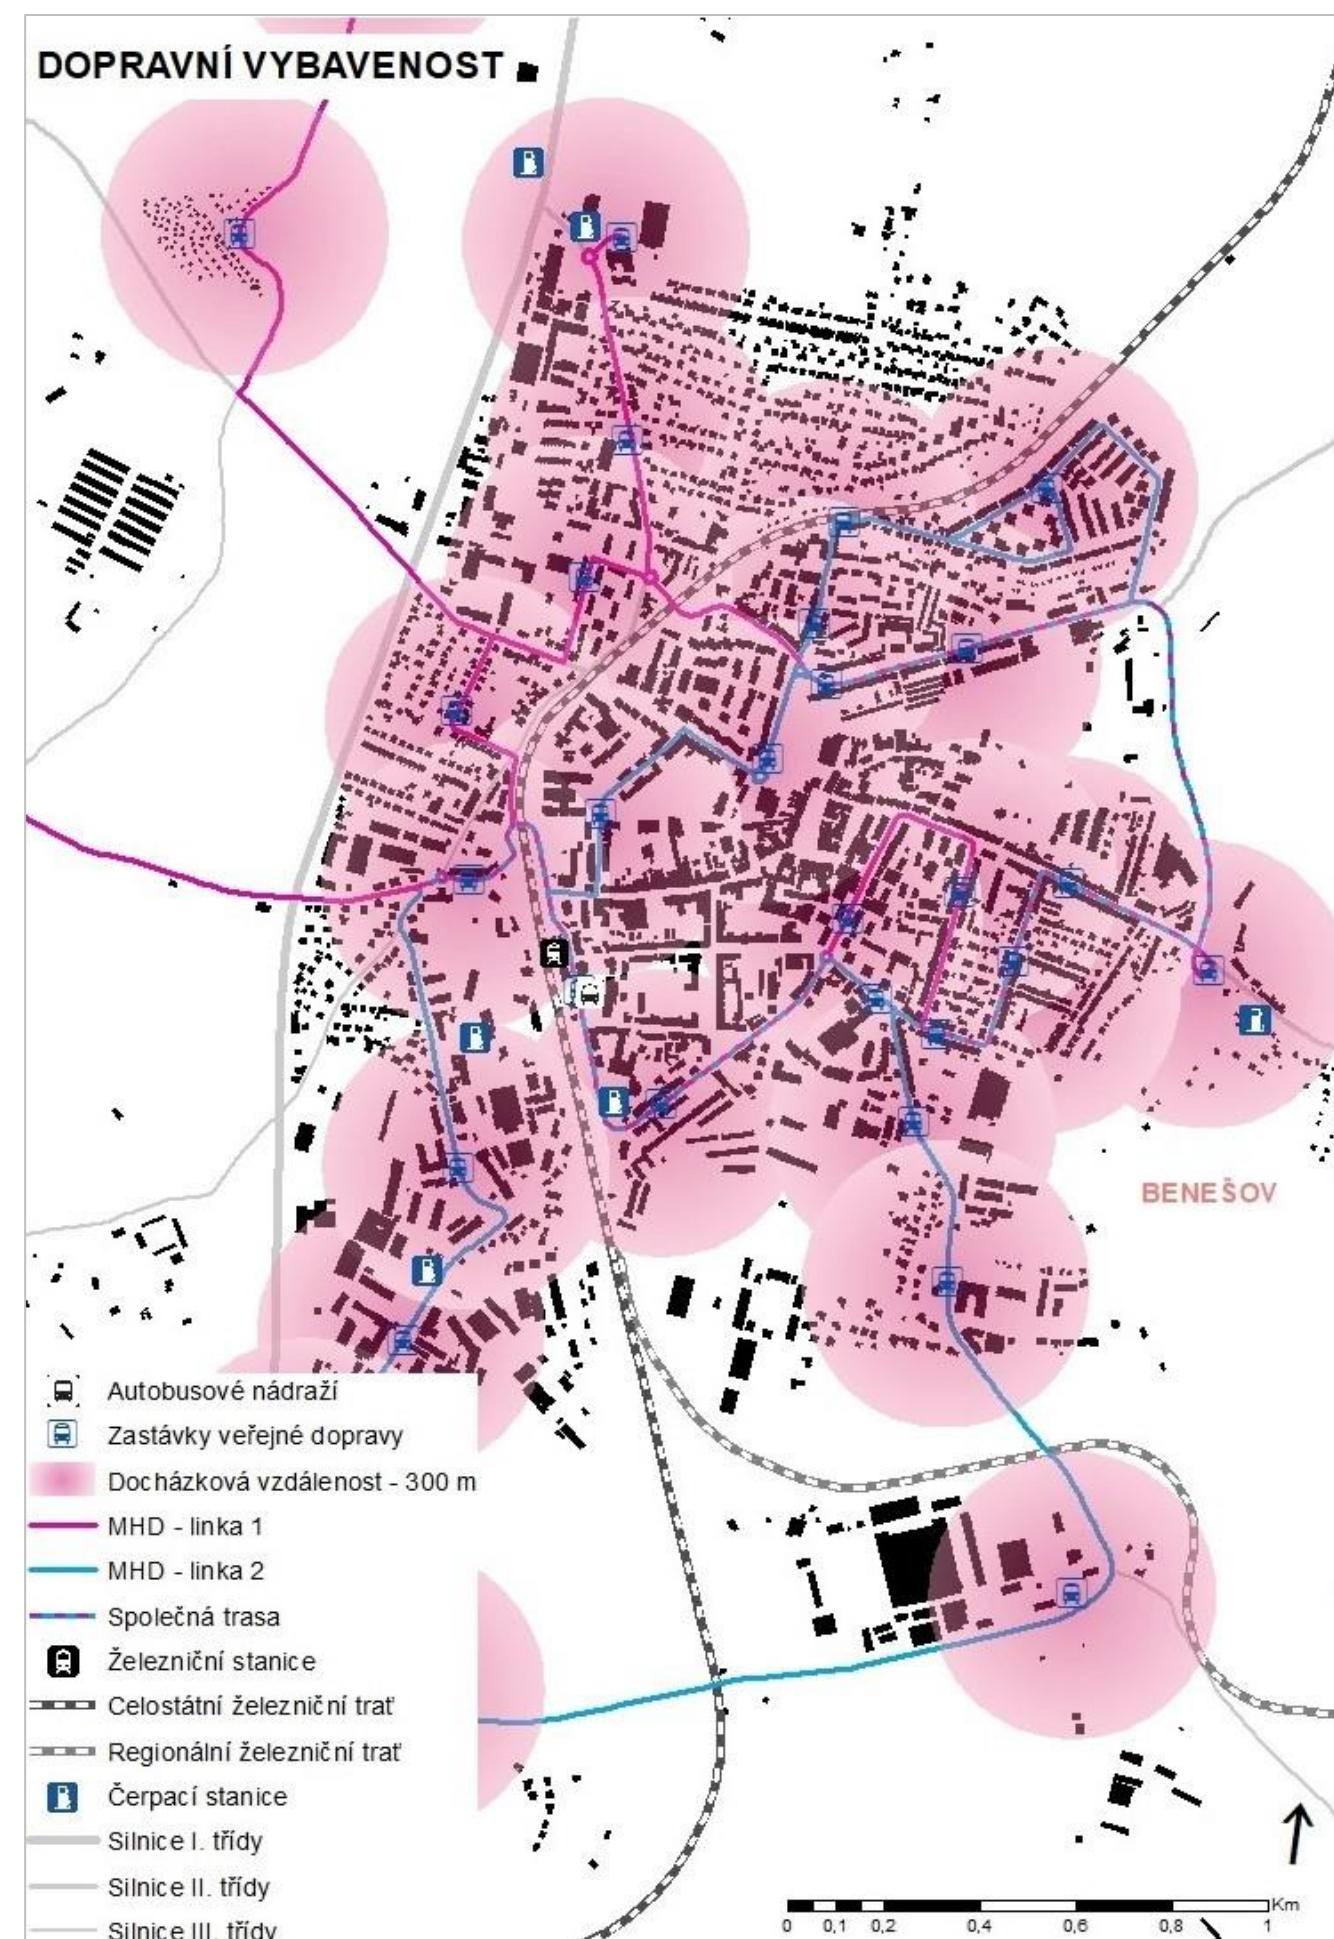 DOPRAVNÍ VYBAVENOST
BENEŠOV
Autobusové nádraží
Zastávky veřejné dopravy
Docházková vzdálenost - 300 m
MHD - linka 1
MHD - linka 2
Společná trasa
Železniční stanice
Celostátní železniční trať
Regionální železniční trať
Čerpací stanice
Silnice I. třídy
Silnice II. třídy
Silnice III. třídy
Km
0 0,1 0,2 0,4 0,6 0,8 1